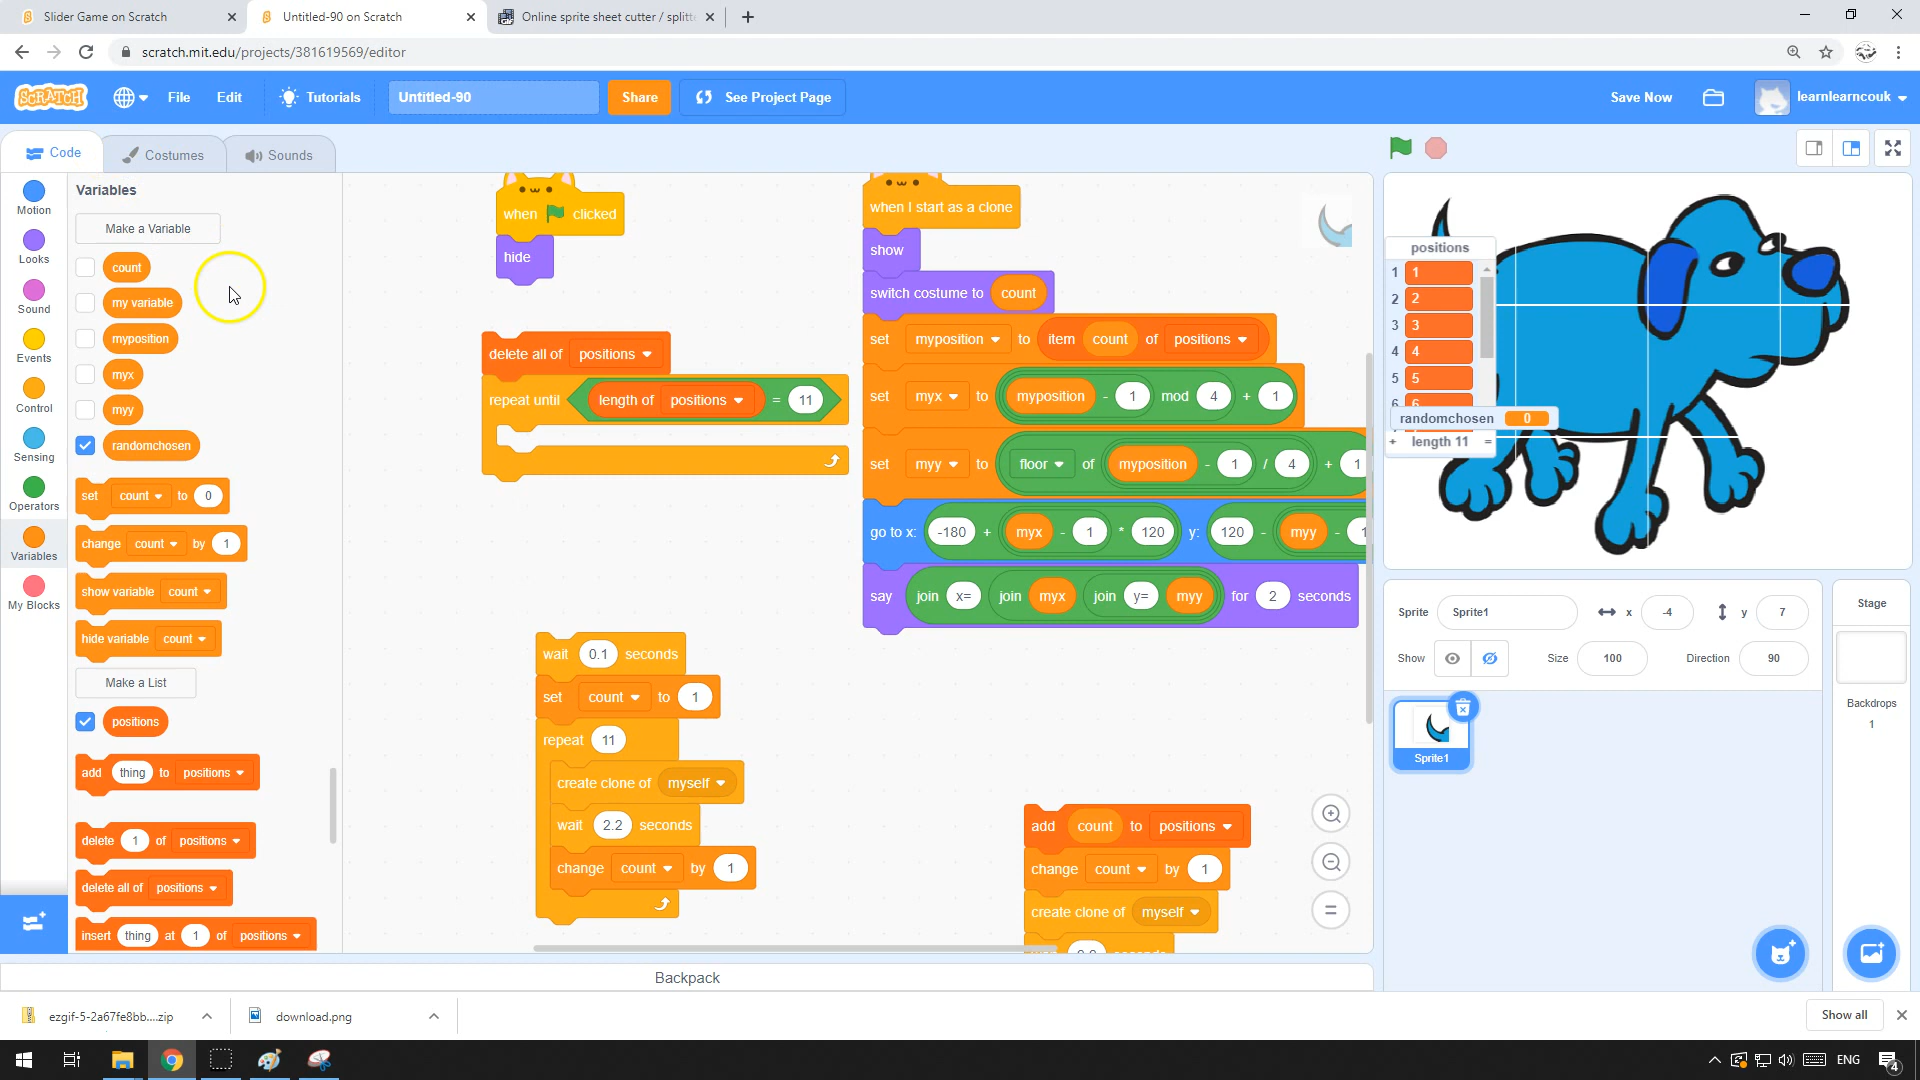 Slider Game on Scratch
Untitled-90 on Scratch
Online sprite sheet cutter / splitte
scratch.mit.edu/projects/381619569/editor
SCRATCH
File
Edit
Tutorials
Untitled-90
Share
See Project Page
Save Now
learnlearncouk
Code
Costumes
Sounds
Motion
Looks
Sound
Events
Control
Sensing
Operators
Variables
My Blocks
Variables
Make a Variable
count
my variable
myposition
myx
myy
randomchosen
set count to 0
change count by 1
show variable count
hide variable count
Make a List
positions
add thing to positions
delete 1 of positions
delete all of positions
insert thing at 1 of positions
when clicked
hide
delete all of positions
repeat until length of positions = 11
wait 0.1 seconds
set count to 1
repeat 11
create clone of myself
wait 2.2 seconds
change count by 1
when I start as a clone
show
switch costume to count
set myposition to item count of positions
set myx to myposition - 1 mod 4 + 1
set myy to floor of myposition - 1 / 4 + 1
go to x: -180 + myx - 1 * 120 y: 120 - myy - 1
say join x= join myx join y= myy for 2 seconds
add count to positions
change count by 1
create clone of myself
positions
1 1
2 2
3 3
4 4
5 5
6 6
randomchosen 0
+ length 11 =
Sprite Sprite1 x -4 y 7
Show Size 100 Direction 90
Sprite1
Stage
Backdrops
1
Backpack
ezgif-5-2a67fe8bb....zip
download.png
Show all
ENG
4